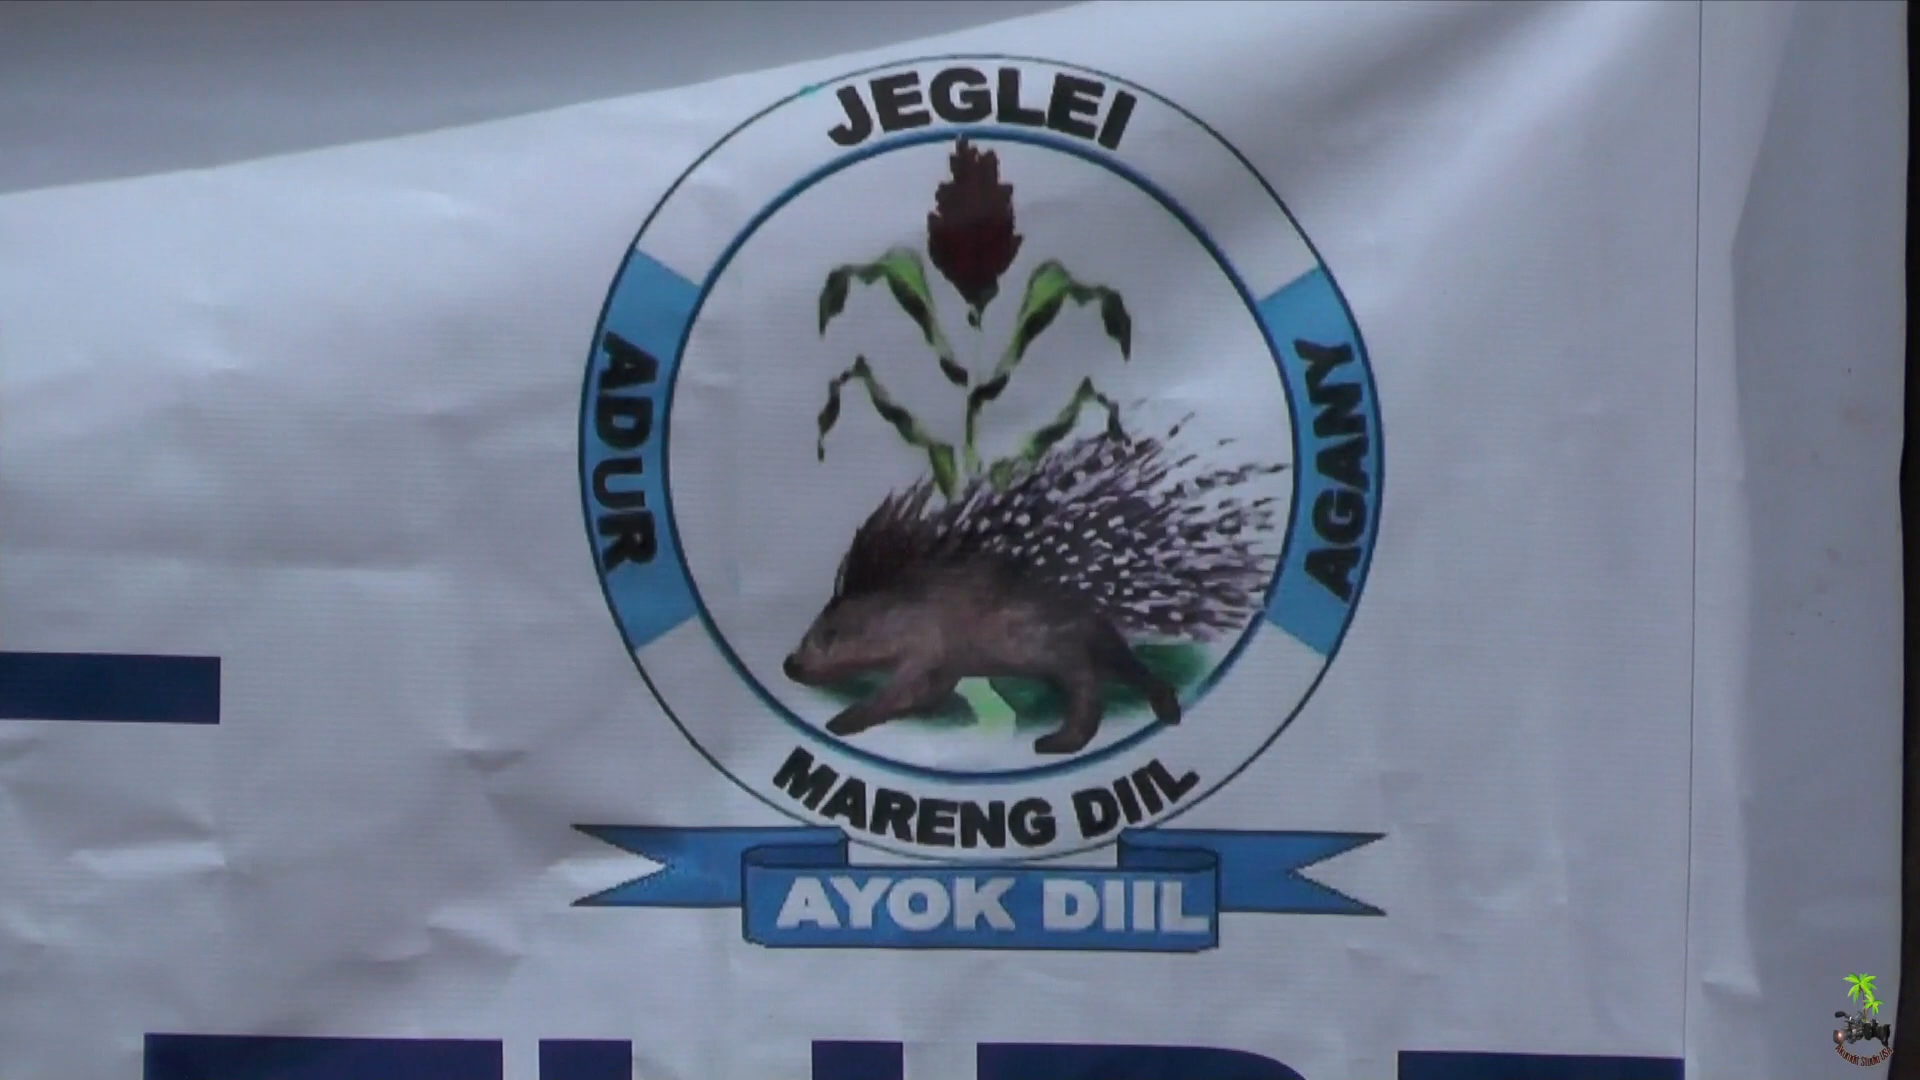 JEGLEI
ADUR
AGANY
MARENG DIIL
AYOK DIIL